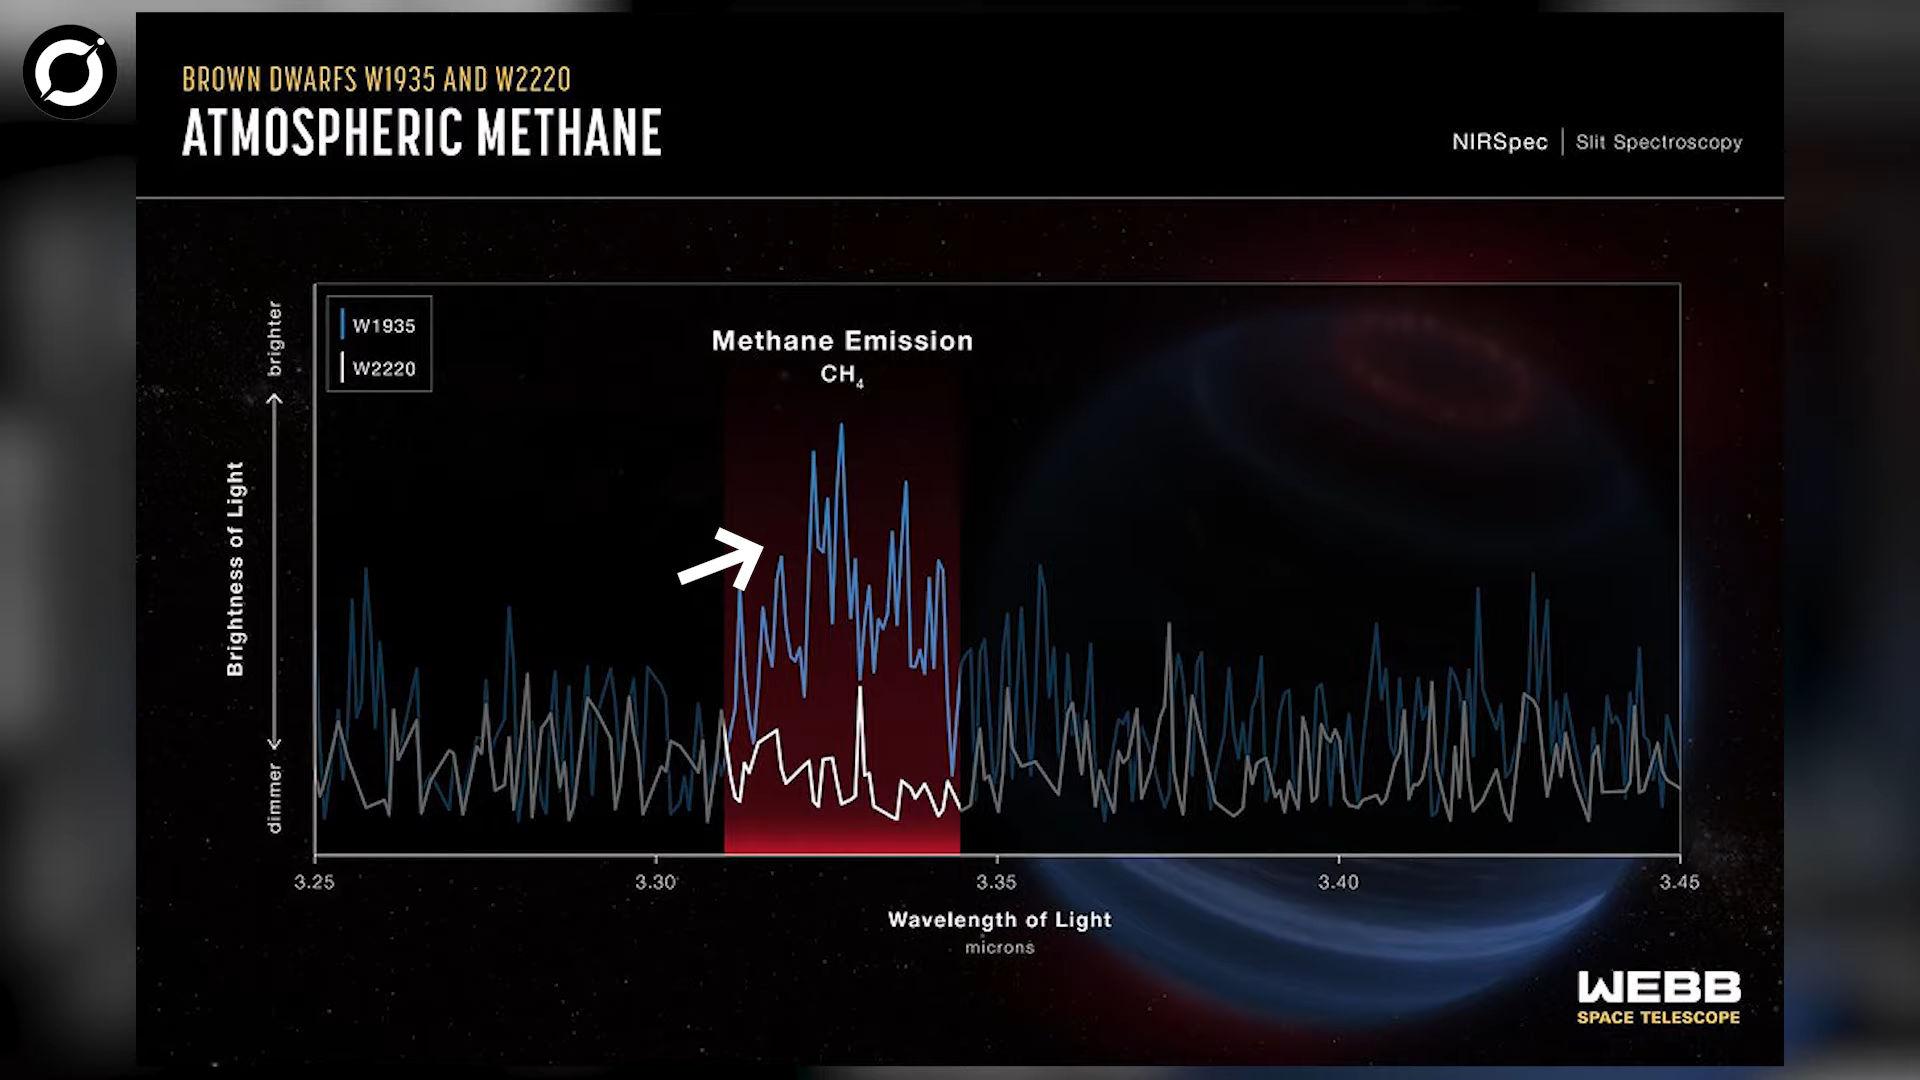 BROWN DWARFS W1935 AND W2220
ATMOSPHERIC METHANE
NIRSpec | Slit Spectroscopy
W1935
W2220
Methane Emission
CH₄
brighter
Brightness of Light
dimmer
3.25 3.30 3.35 3.40 3.45
Wavelength of Light
microns
WEBB
SPACE TELESCOPE